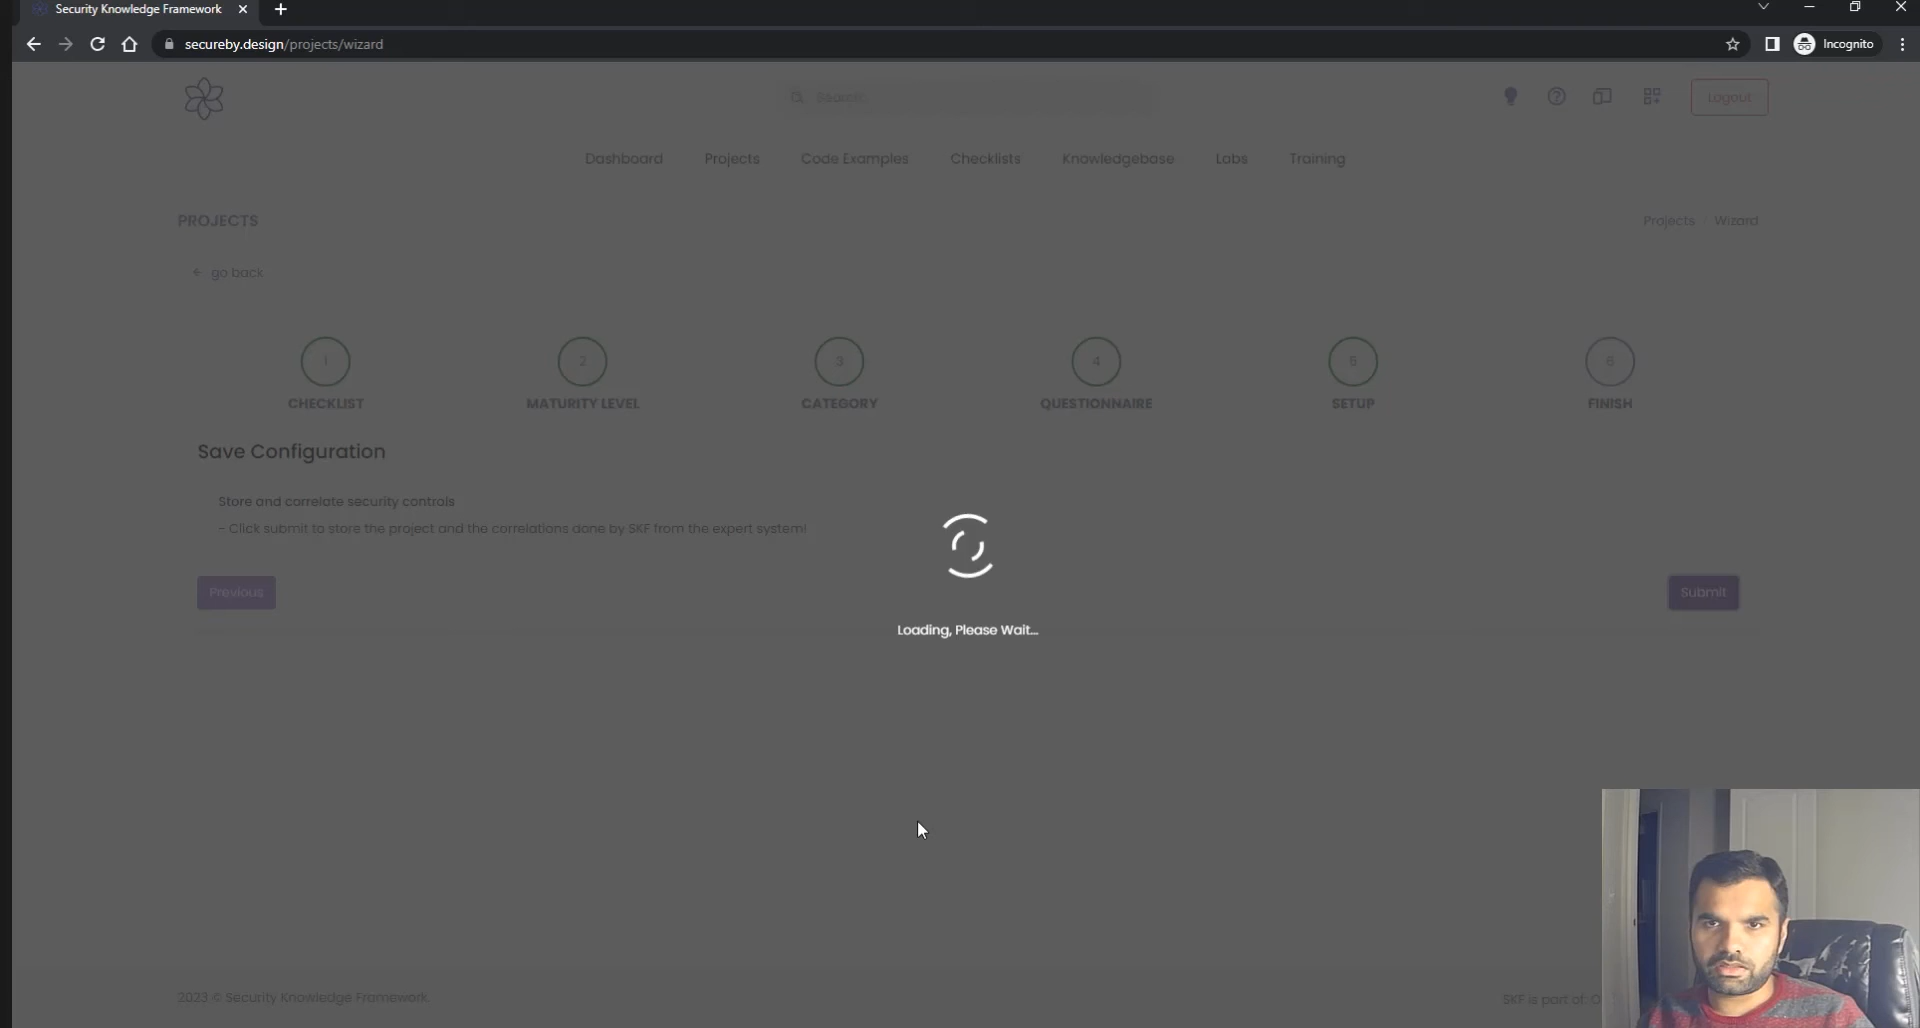 Security Knowledge Framework
secureby.design/projects/wizard
Incognito
Search
Logout
Dashboard Projects Code Examples Checklists Knowledgebase Labs Training
PROJECTS
Projects / Wizard
go back
1 2 3 4 5 6
CHECKLIST MATURITY LEVEL CATEGORY QUESTIONNAIRE SETUP FINISH
Save Configuration
Store and correlate security controls
- Click submit to store the project and the correlations done by SKF from the expert system!
Previous
Submit
Loading, Please Wait...
2023 © Security Knowledge Framework.
SKF is part of: O